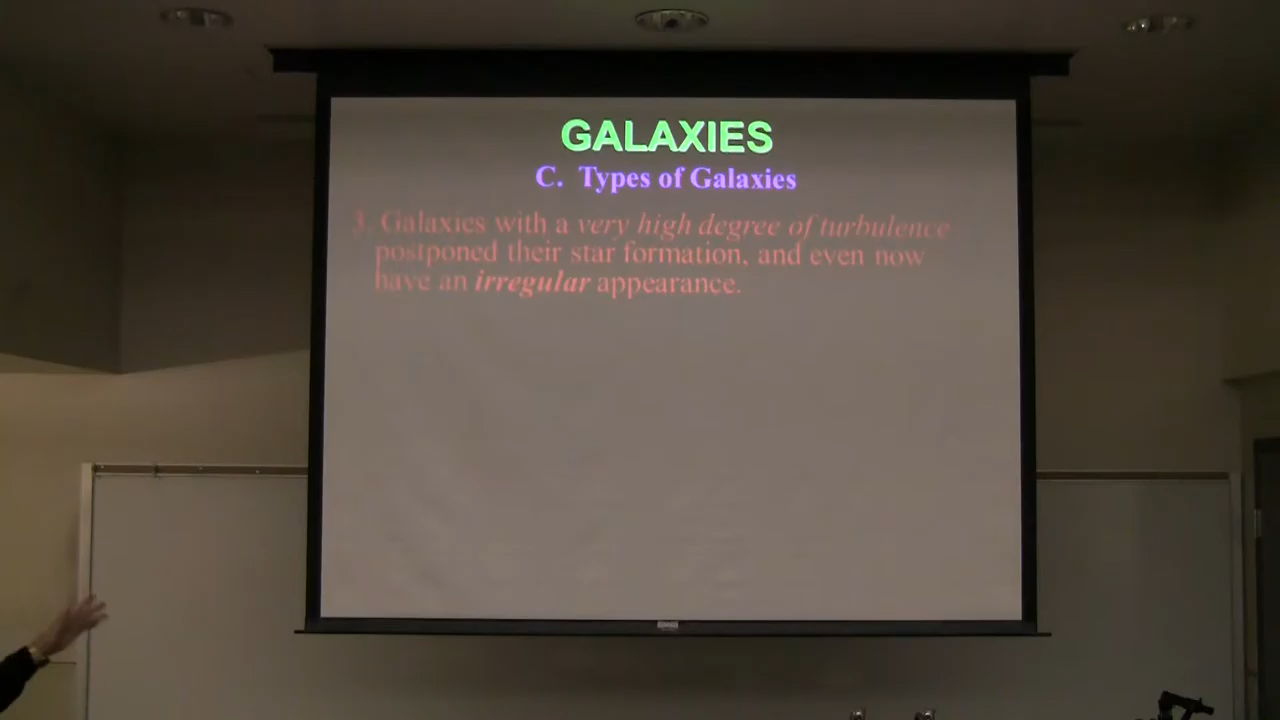 GALAXIES
C. Types of Galaxies
3. Galaxies with a very high degree of turbulence
postponed their star formation, and even now
have an irregular appearance.